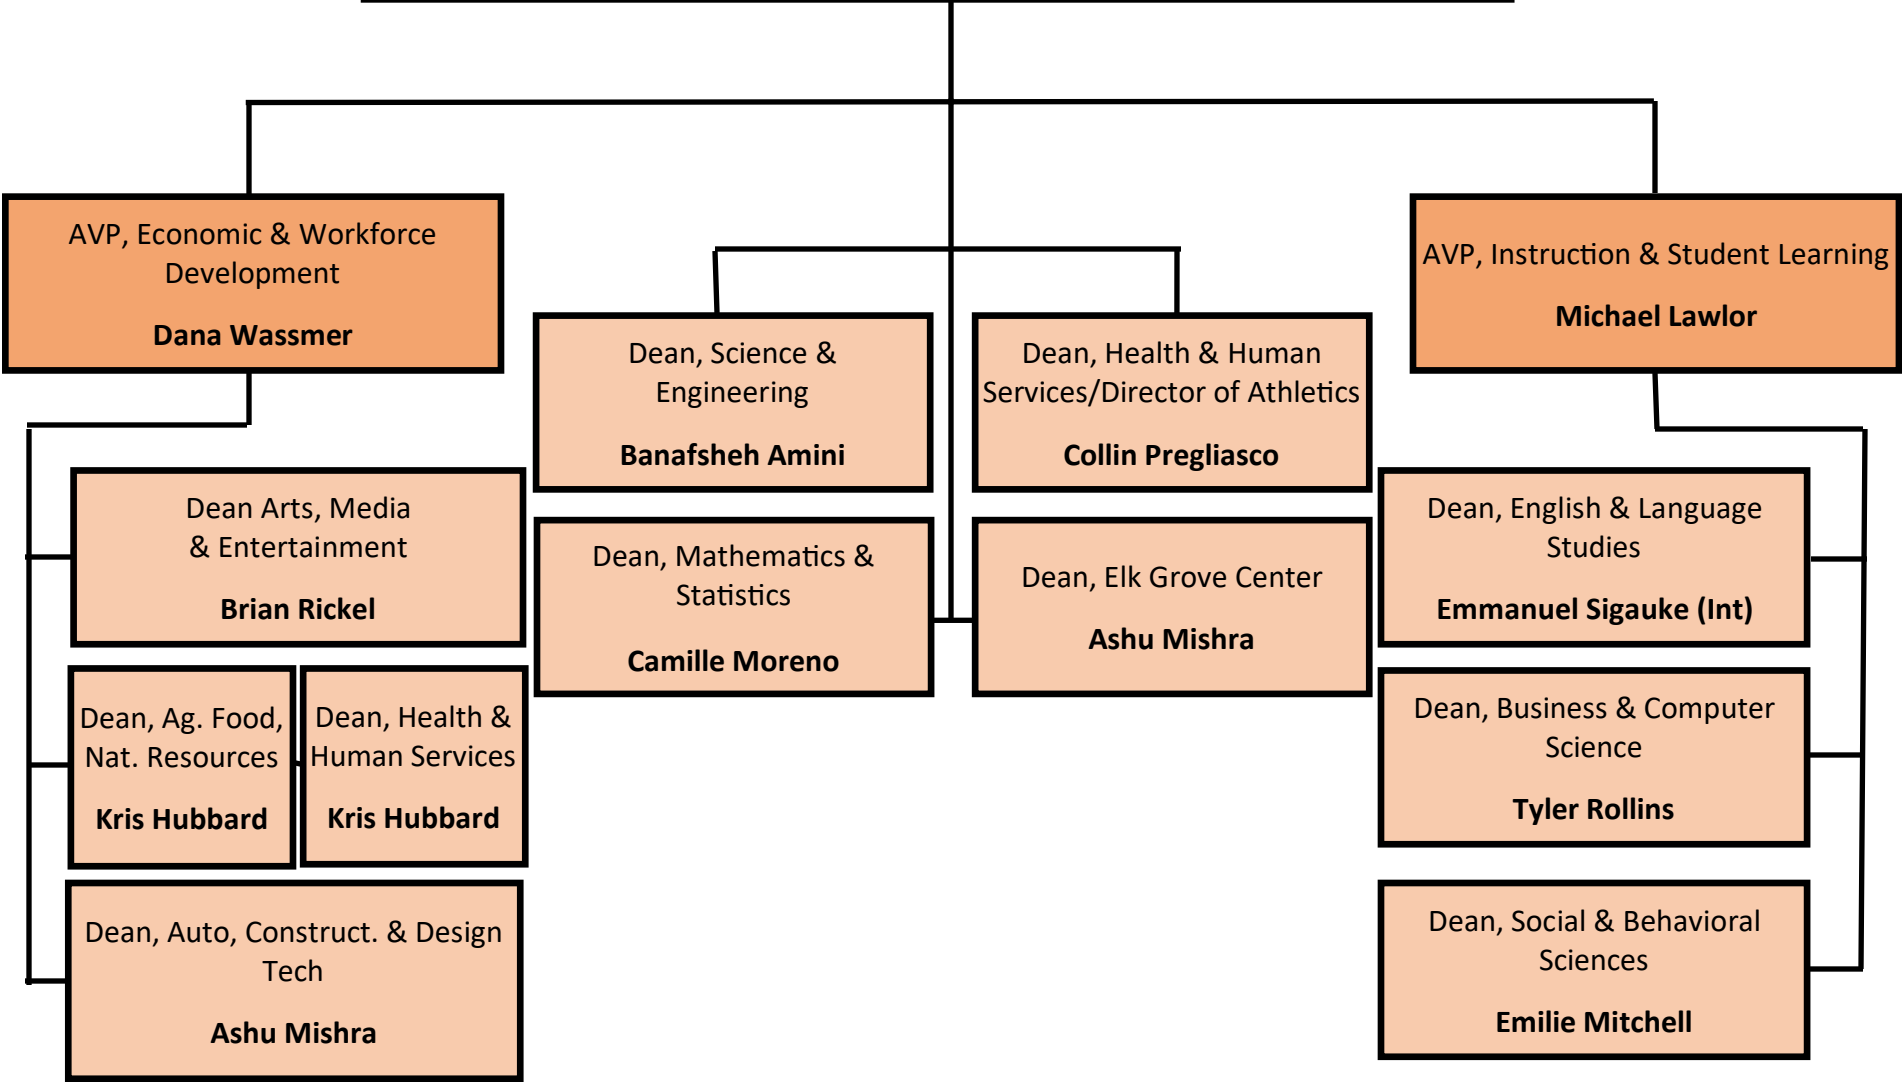 AVP, Economic & Workforce
Development
Dana Wassmer
AVP, Instruction & Student Learning
Michael Lawlor
Dean, Science &
Engineering
Banafsheh Amini
Dean, Health & Human
Services/Director of Athletics
Collin Pregliasco
Dean Arts, Media
& Entertainment
Brian Rickel
Dean, Mathematics &
Statistics
Camille Moreno
Dean, Elk Grove Center
Ashu Mishra
Dean, English & Language
Studies
Emmanuel Sigauke (Int)
Dean, Ag. Food,
Nat. Resources
Kris Hubbard
Dean, Health &
Human Services
Kris Hubbard
Dean, Business & Computer
Science
Tyler Rollins
Dean, Auto, Construct. & Design
Tech
Ashu Mishra
Dean, Social & Behavioral
Sciences
Emilie Mitchell